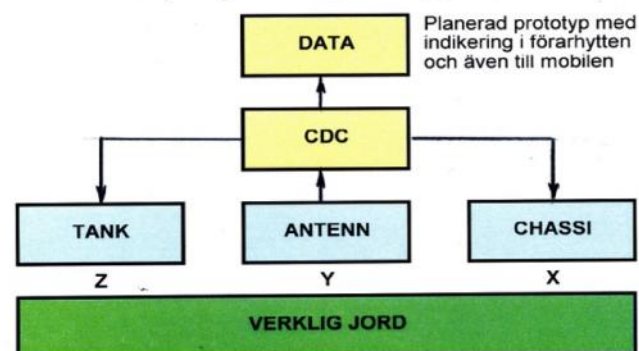 DATA
Planerad prototyp med
indikering i förarhytten
och även till mobilen
CDC
TANK
ANTENN
CHASSI
Z
Y
X
VERKLIG JORD